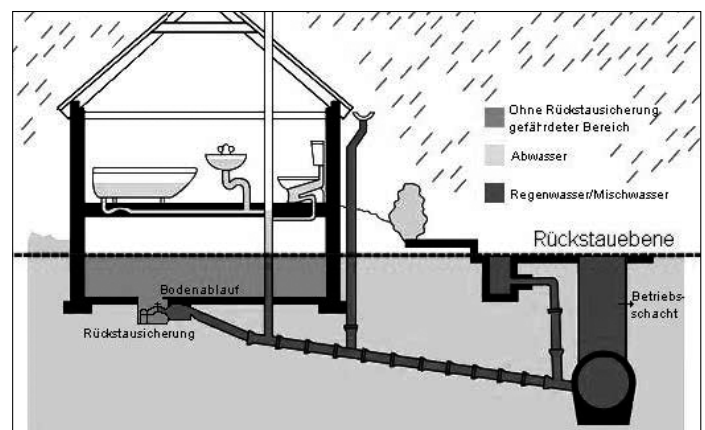 Ohne Rückstausicherung
gefährdeter Bereich
Abwasser
Regenwasser/Mischwasser
Rückstauebene
Bodenablauf
Betriebs-
schacht
Rückstausicherung